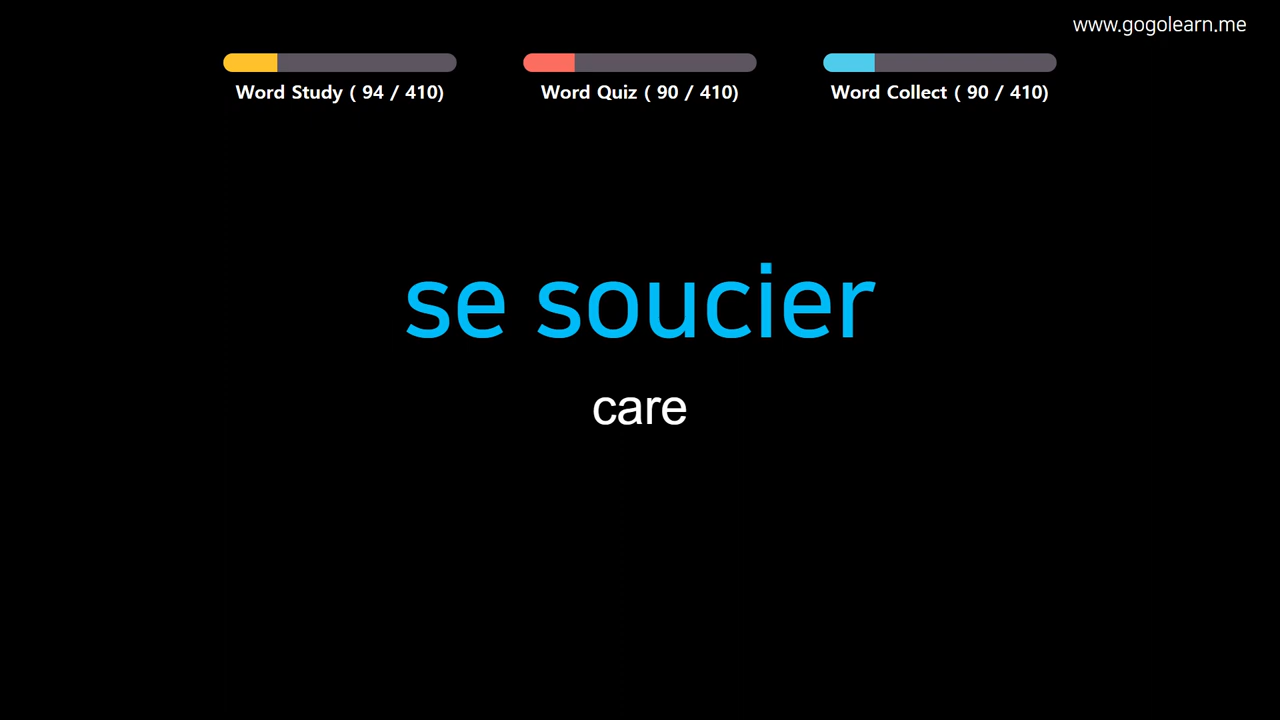 www.gogolearn.me
Word Study ( 94 / 410)
Word Quiz ( 90 / 410)
Word Collect ( 90 / 410)
se soucier
care